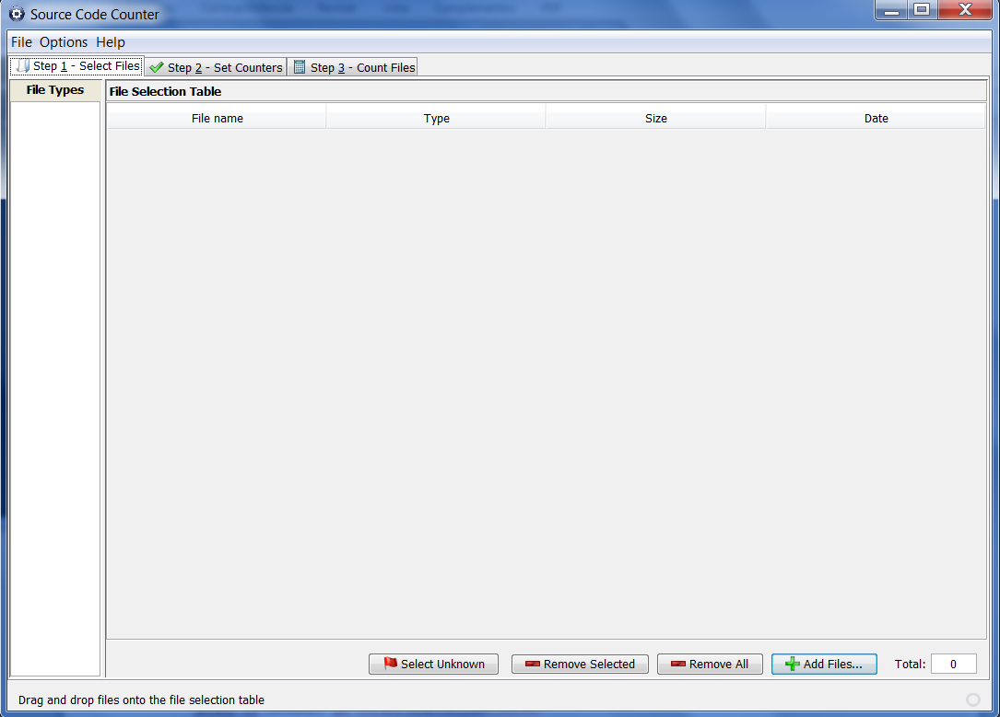 Source Code Counter
File Options Help
Step 1 - Select Files Step 2 - Set Counters Step 3 - Count Files
File Types File Selection Table
File name Type Size Date
Select Unknown Remove Selected Remove All Add Files... Total: 0
Drag and drop files onto the file selection table